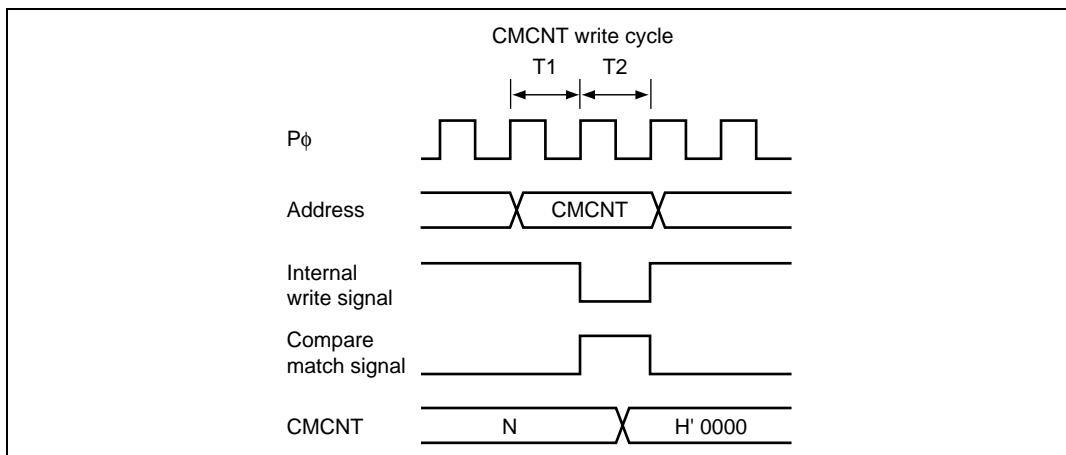 CMCNT write cycle
T1 T2
Pϕ
Address
CMCNT
Internal
write signal
Compare
match signal
CMCNT
N
H' 0000